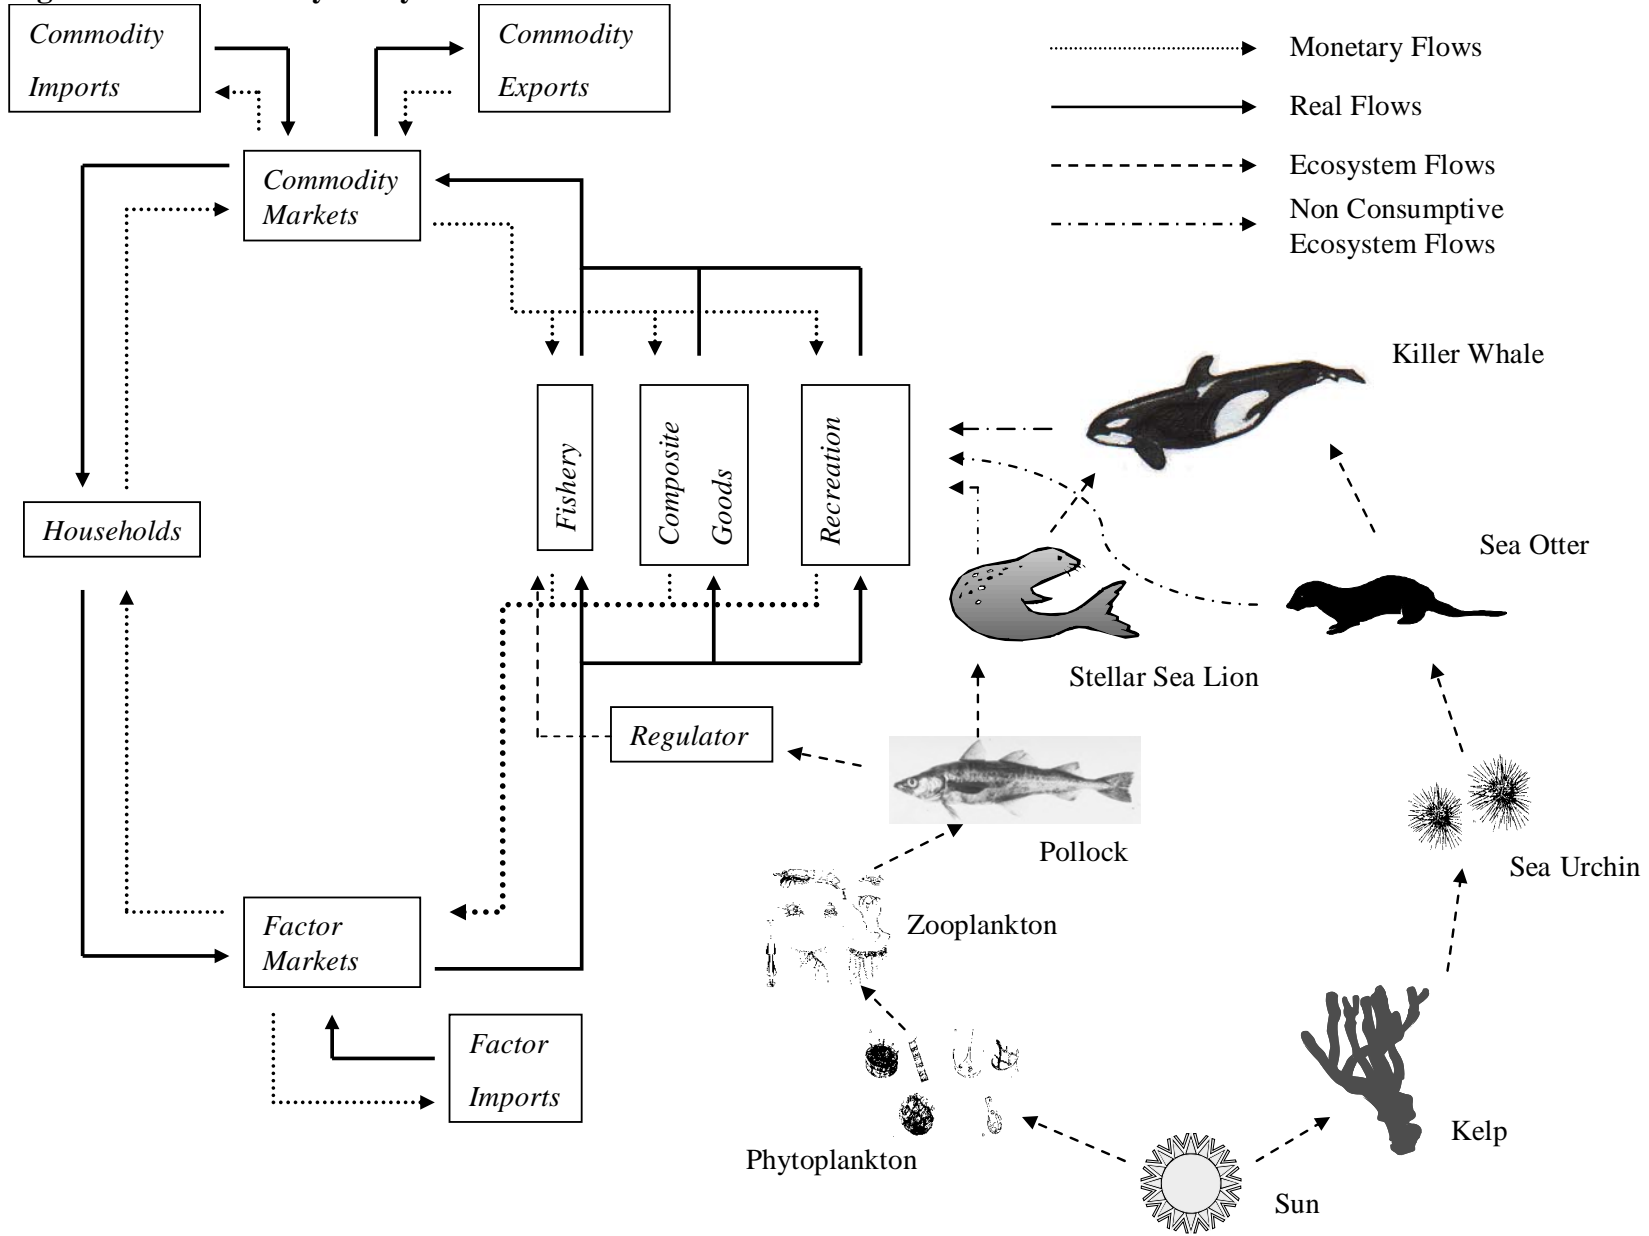 Commodity
Imports
Commodity
Exports
Monetary Flows
Real Flows
Ecosystem Flows
Non Consumptive
Ecosystem Flows
Commodity
Markets
Killer Whale
Fishery
Composite
Goods
Recreation
Households
Sea Otter
Stellar Sea Lion
Regulator
Pollock
Sea Urchin
Zooplankton
Factor
Markets
Factor
Imports
Phytoplankton
Kelp
Sun